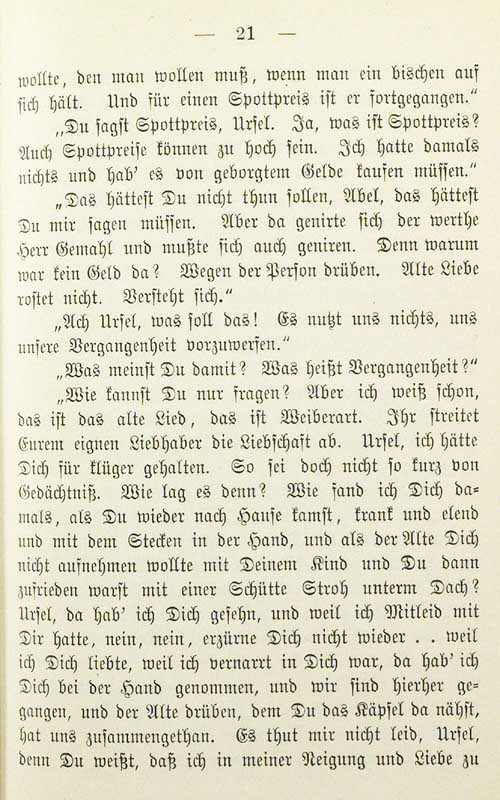 — 21 —
wollte, den man wollen muß, wenn man ein bischen auf
sich hält. Und für einen Spottpreis ist er fortgegangen.“
„Du sagst Spottpreis, Ursel. Ja, was ist Spottpreis?
Auch Spottpreise können zu hoch sein. Ich hatte damals
nichts und hab’ es von geborgtem Gelde kaufen müssen.“
„Das hättest Du nicht thun sollen, Abel, das hättest
Du mir sagen müssen. Aber da genirte sich der werthe
Herr Gemahl und mußte sich auch geniren. Denn warum
war kein Geld da? Wegen der Person drüben. Alte Liebe
rostet nicht. Versteht sich.“
„Ach Ursel, was soll das! Es nutzt uns nichts, uns
unsere Vergangenheit vorzuwerfen.“
„Was meinst Du damit? Was heißt Vergangenheit?“
„Wie kannst Du nur fragen? Aber ich weiß schon,
das ist das alte Lied, das ist Weiberart. Ihr streitet
Eurem eignen Liebhaber die Liebschaft ab. Ursel, ich hätte
Dich für klüger gehalten. So sei doch nicht so kurz von
Gedächtniß. Wie lag es denn? Wie fand ich Dich da-
mals, als Du wieder nach Hause kamst, krank und elend
und mit dem Stecken in der Hand, und als der Alte Dich
nicht aufnehmen wollte mit Deinem Kind und Du dann
zufrieden warst mit einer Schütte Stroh unterm Dach?
Ursel, da hab’ ich Dich gesehn, und weil ich Mitleid mit
Dir hatte, nein, nein, erzürne Dich nicht wieder . . weil
ich Dich liebte, weil ich vernarrt in Dich war, da hab’ ich
Dich bei der Hand genommen, und wir sind hierher ge-
gangen, und der Alte drüben, dem Du das Käpsel da nähst,
hat uns zusammengethan. Es thut mir nicht leid, Ursel,
denn Du weißt, daß ich in meiner Neigung und Liebe zu